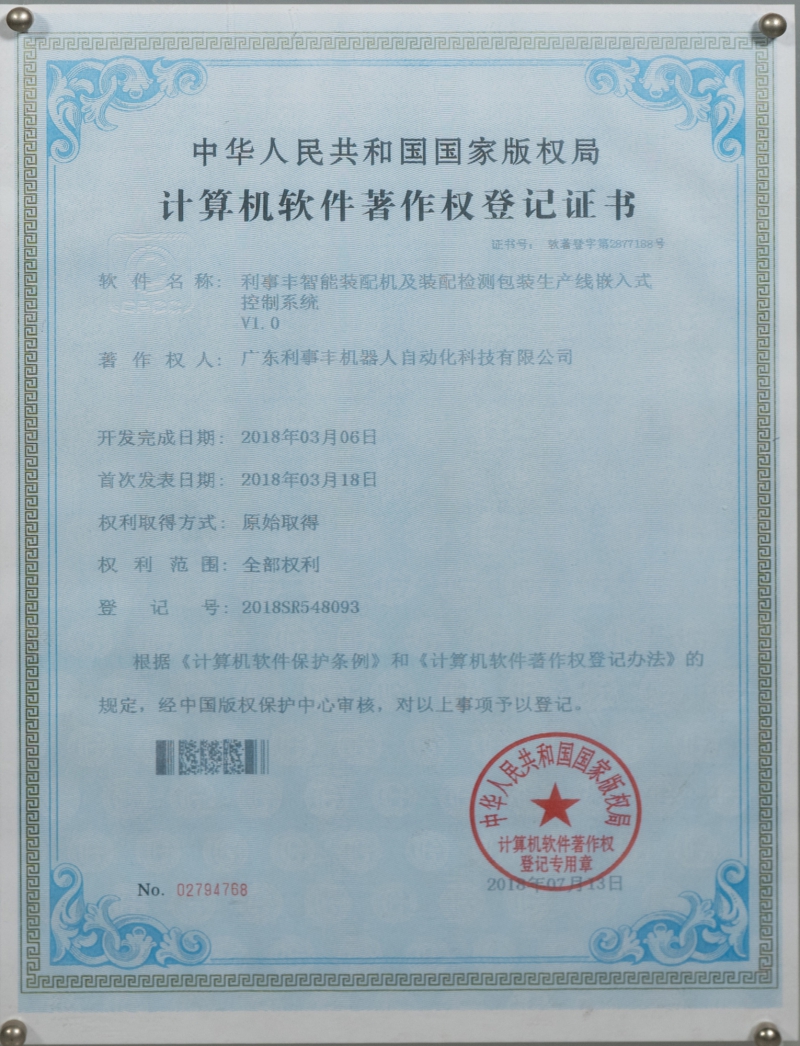 中华人民共和国国家版权局
计算机软件著作权登记证书
证书号： 软著登字第2877188号
软件名称： 利事丰智能装配机及装配检测包装生产线嵌入式
控制系统
V1.0
著作权人： 广东利事丰机器人自动化科技有限公司
开发完成日期： 2018年03月06日
首次发表日期： 2018年03月18日
权利取得方式： 原始取得
权利范围： 全部权利
登记号： 2018SR548093
根据《计算机软件保护条例》和《计算机软件著作权登记办法》的
规定，经中国版权保护中心审核，对以上事项予以登记。
中华人民共和国国家版权局
计算机软件著作权
登记专用章
2018年07月13日
No. 02794768